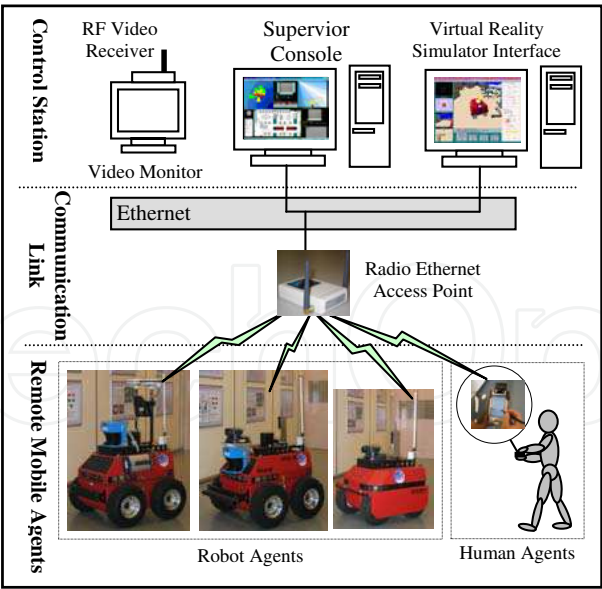 Control Station
RF Video
Receiver
Video Monitor
Supervior
Console
Virtual Reality
Simulator Interface
Communication
Link
Ethernet
Radio Ethernet
Access Point
Remote Mobile Agents
Robot Agents
Human Agents